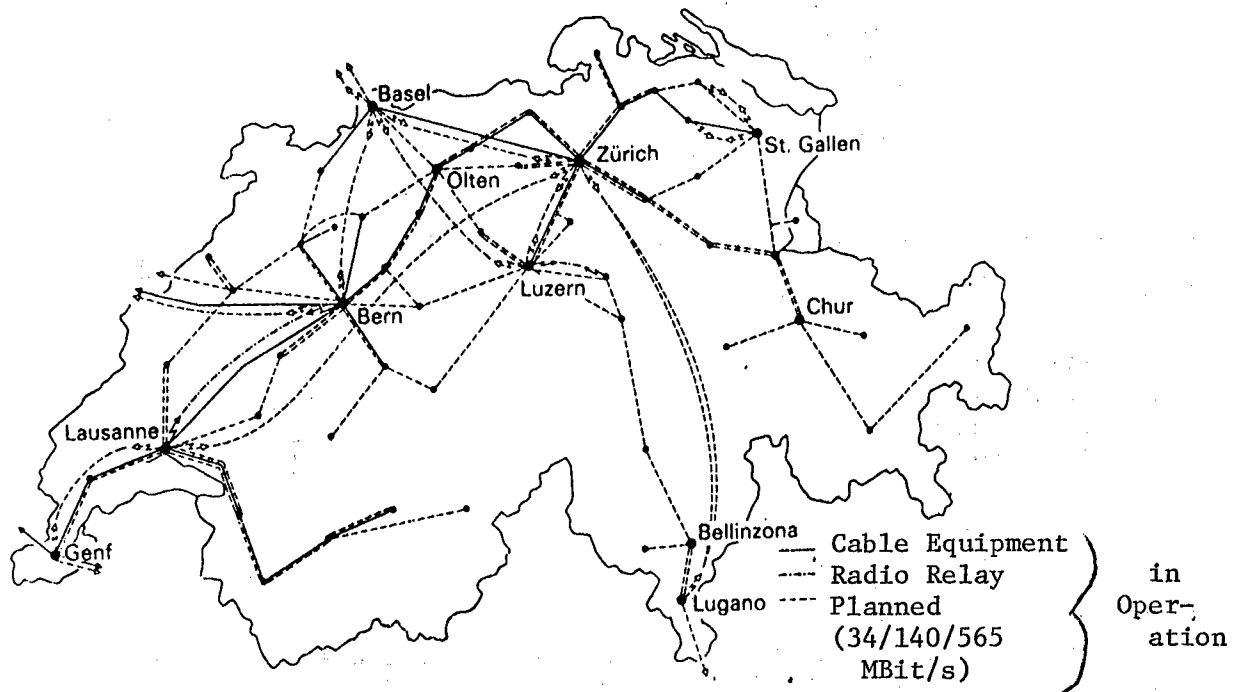 Basel
Zürich
St. Gallen
Olten
Luzern
Bern
Chur
Lausanne
Genf
Bellinzona
Lugano
Cable Equipment
Radio Relay
Planned
(34/140/565
MBit/s)
in
Oper-
ation